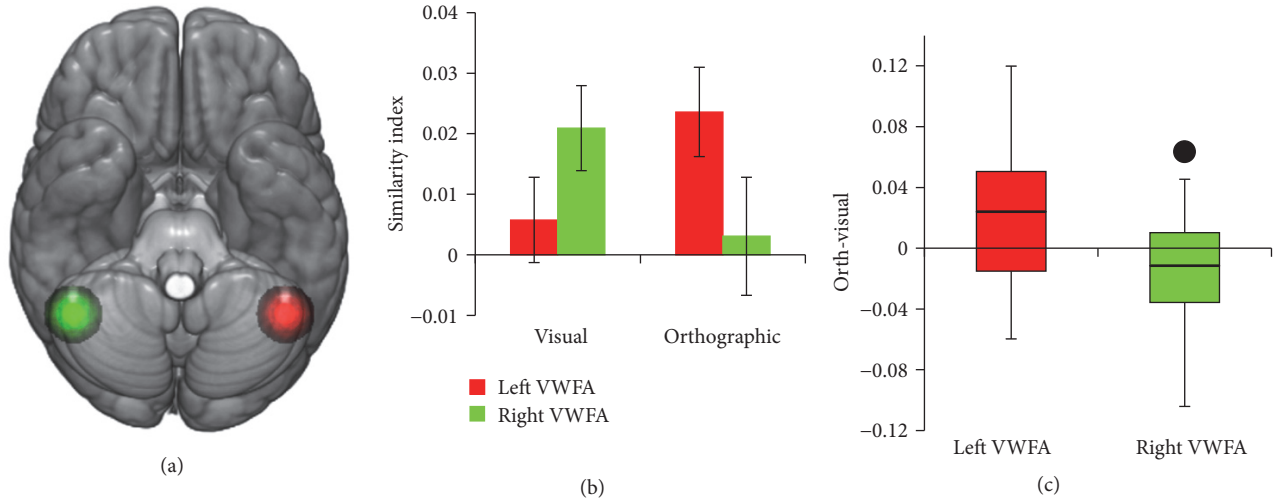 (a)
0.04
0.03
0.02
0.01
0
−0.01
Similarity index
Visual
Orthographic
Left VWFA
Right VWFA
(b)
0.12
0.08
0.04
0
−0.04
−0.08
−0.12
Orth-visual
Left VWFA
Right VWFA
(c)